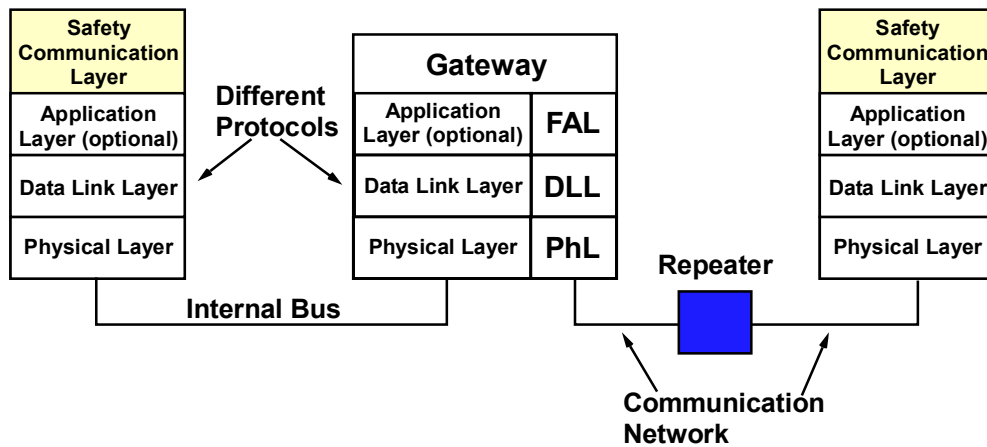 Safety
Communication
Layer
Application
Layer (optional)
Data Link Layer
Physical Layer
Different
Protocols
Gateway
Application
Layer (optional)
FAL
Data Link Layer
DLL
Physical Layer
PhL
Internal Bus
Repeater
Communication
Network
Safety
Communication
Layer
Application
Layer (optional)
Data Link Layer
Physical Layer